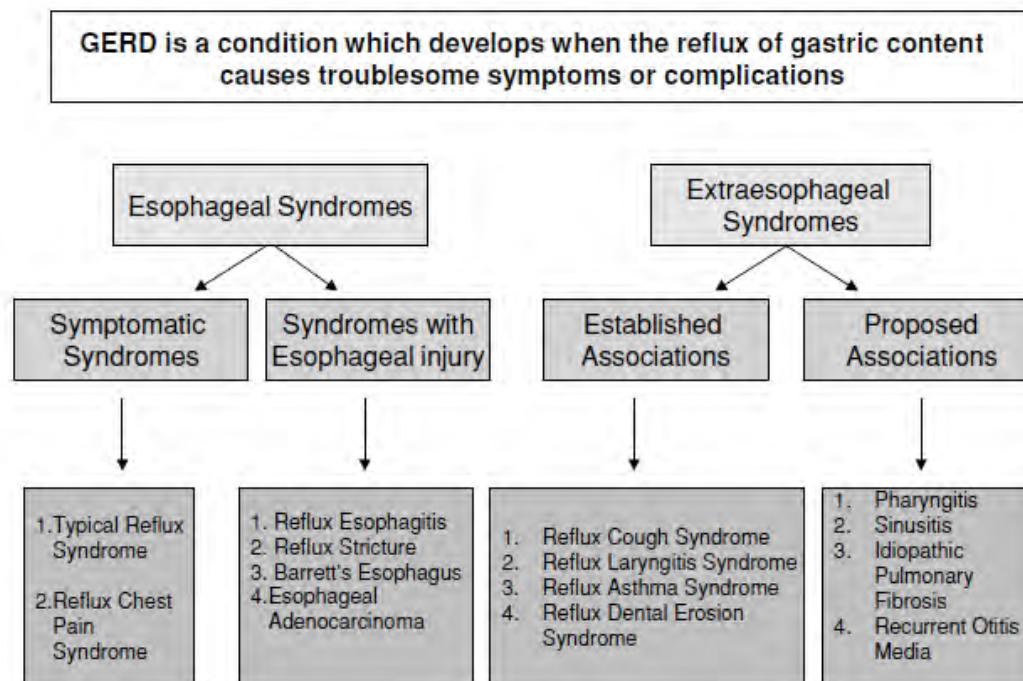 GERD is a condition which develops when the reflux of gastric content
causes troublesome symptoms or complications
Esophageal Syndromes
Extraesophageal
Syndromes
Symptomatic
Syndromes
Syndromes with
Esophageal injury
Established
Associations
Proposed
Associations
1.Typical Reflux
Syndrome
2.Reflux Chest
Pain
Syndrome
1. Reflux Esophagitis
2. Reflux Stricture
3. Barrett's Esophagus
4.Esophageal
Adenocarcinoma
1. Reflux Cough Syndrome
2. Reflux Laryngitis Syndrome
3. Reflux Asthma Syndrome
4. Reflux Dental Erosion
Syndrome
1. Pharyngitis
2. Sinusitis
3. Idiopathic
Pulmonary
Fibrosis
4. Recurrent Otitis
Media